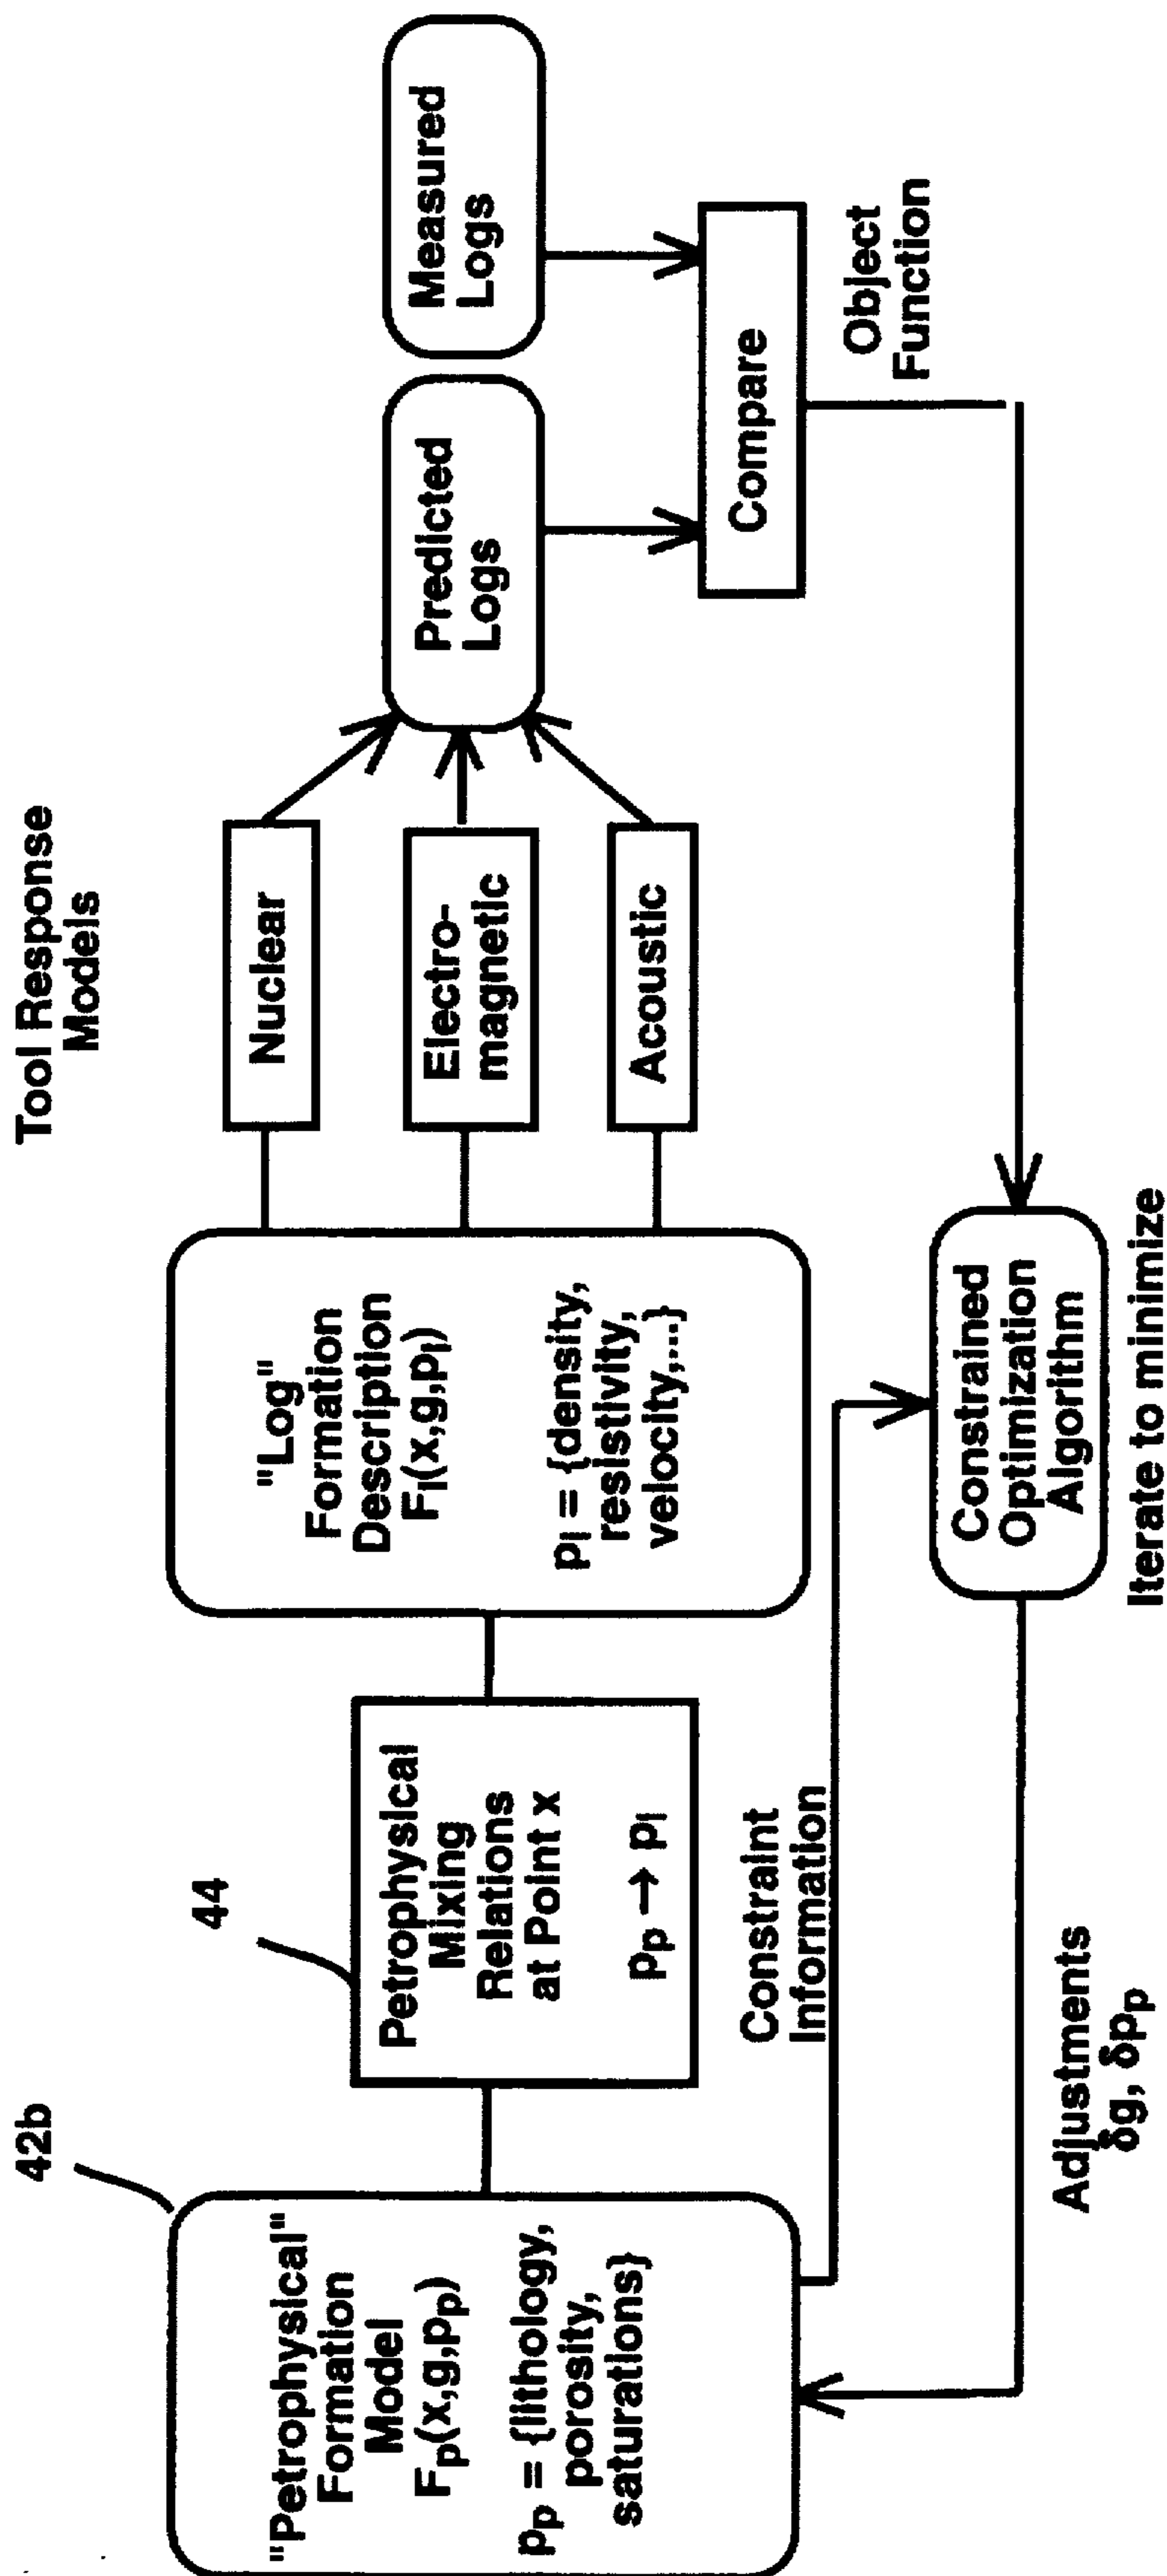 42b
"Petrophysical"
Formation
Model
Fp(x,g,pp)
pp = {lithology,
porosity,
saturations}
44
Petrophysical
Mixing
Relations
at Point x
pp → pl
"Log"
Formation
Description
Fl(x,g,pl)
pl = {density,
resistivity,
velocity,...}
Tool Response
Models
Nuclear
Electro-
magnetic
Acoustic
Predicted
Logs
Measured
Logs
Compare
Object
Function
Constraint
Information
Constrained
Optimization
Algorithm
Iterate to minimize
Adjustments
δg, δpp